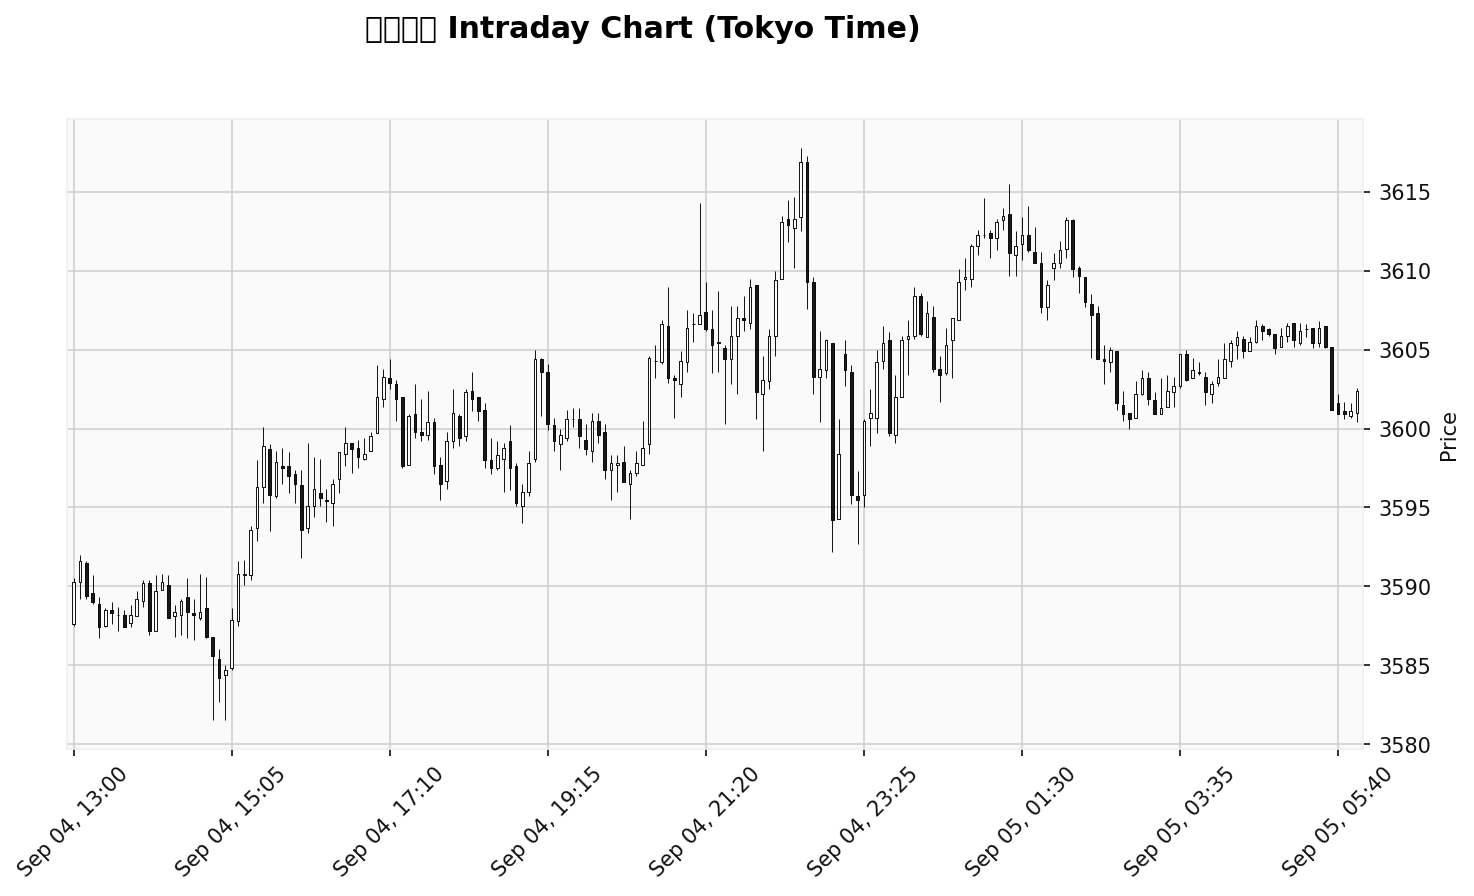 Intraday Chart (Tokyo Time)
3615
3610
3605
3600
3595
3590
3585
3580
Price
Sep 04, 13:00
Sep 04, 15:05
Sep 04, 17:10
Sep 04, 19:15
Sep 04, 21:20
Sep 04, 23:25
Sep 05, 01:30
Sep 05, 03:35
Sep 05, 05:40